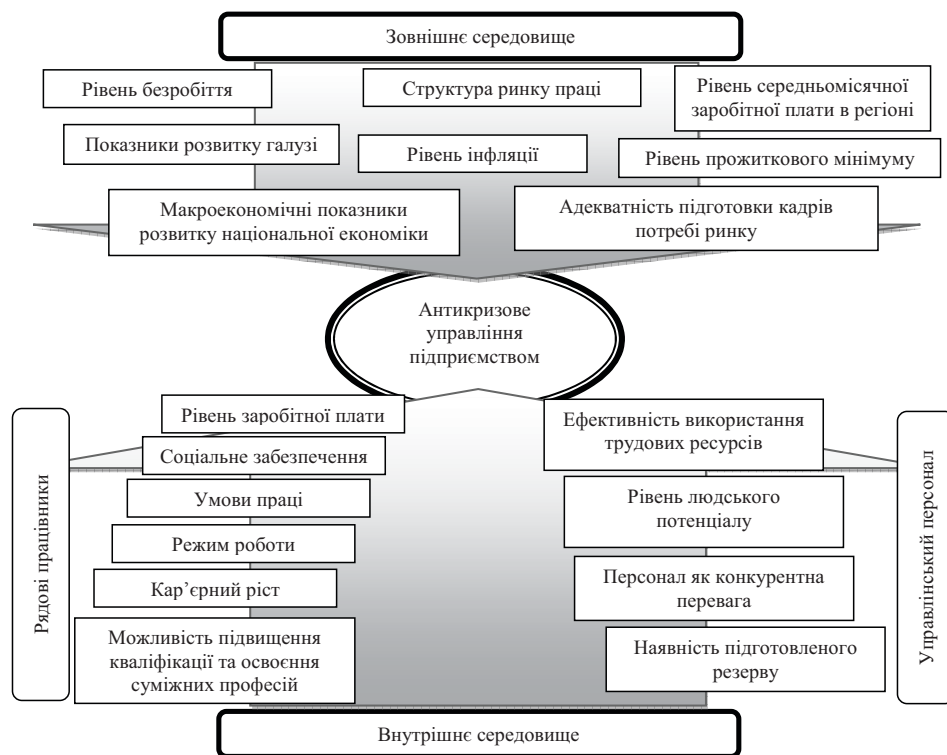 Зовнішнє середовище
Рівень безробіття
Структура ринку праці
Рівень середньомісячної
заробітної плати в регіоні
Показники розвитку галузі
Рівень інфляції
Рівень прожиткового мінімуму
Макроекономічні показники
розвитку національної економіки
Адекватність підготовки кадрів
потребі ринку
Антикризове
управління
підприємством
Рядові працівники
Рівень заробітної плати
Соціальне забезпечення
Умови праці
Режим роботи
Кар’єрний ріст
Можливість підвищення
кваліфікації та освоєння
суміжних професій
Ефективність використання
трудових ресурсів
Рівень людського
потенціалу
Персонал як конкурентна
перевага
Наявність підготовленого
резерву
Управлінський персонал
Внутрішнє середовище